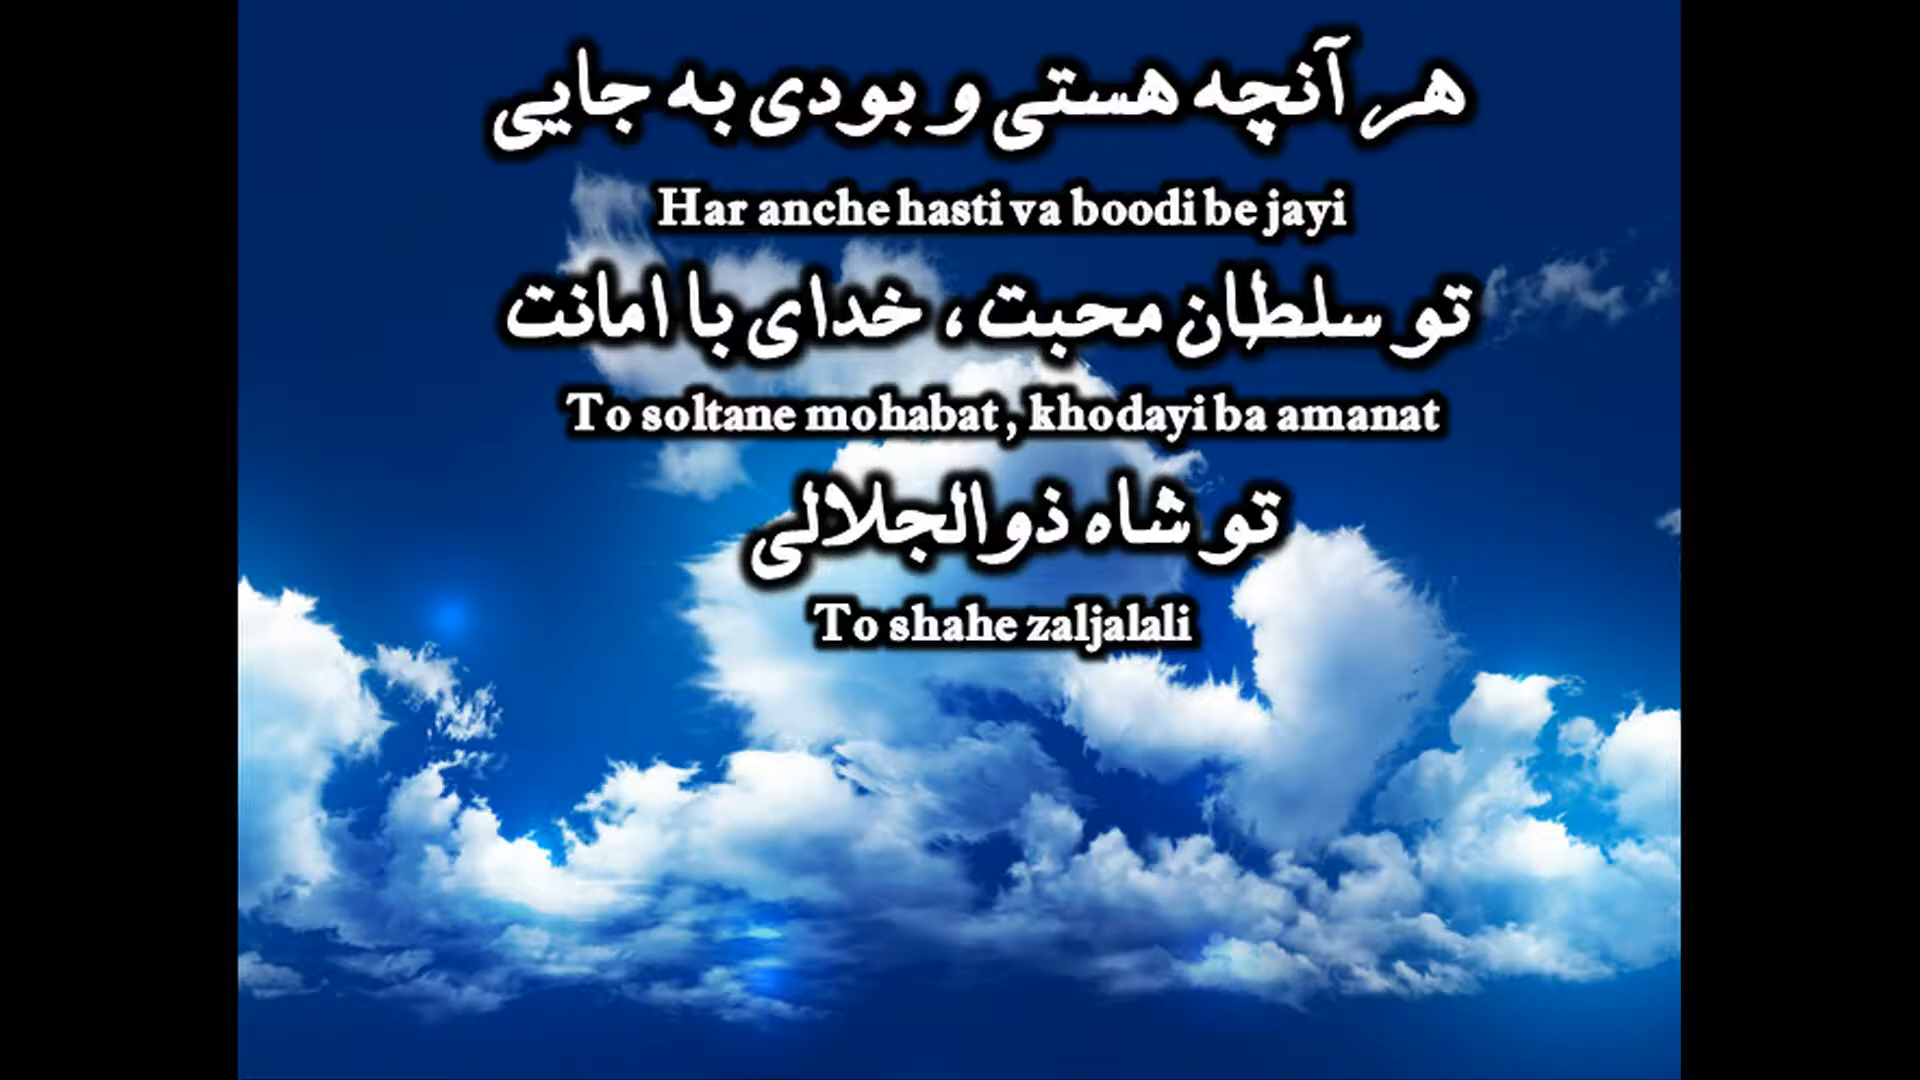 هر آنچه هستی و بودی به جایی
Har anche hasti va boodi be jayi
تو سلطان محبت، خدای با امانت
To soltane mohabat, khodayi ba amanat
تو شاه ذوالجلالی
To shahe zaljalali